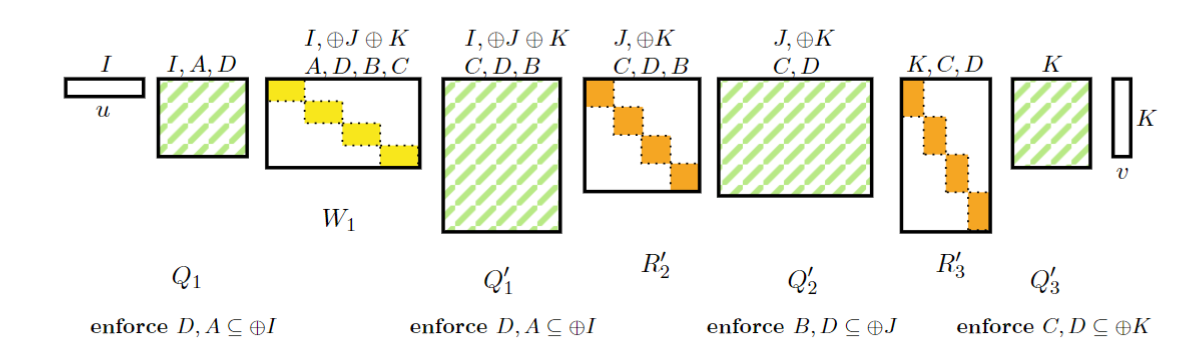 I, ⊕J ⊕ K I, ⊕J ⊕ K J, ⊕K J, ⊕K
I I, A, D A, D, B, C C, D, B C, D, B C, D K, C, D K
u K
v
W₁
Q₁ Q′₁ R′₂ Q′₂ R′₃ Q′₃
enforce D, A ⊆ ⊕I enforce D, A ⊆ ⊕I enforce B, D ⊆ ⊕J enforce C, D ⊆ ⊕K